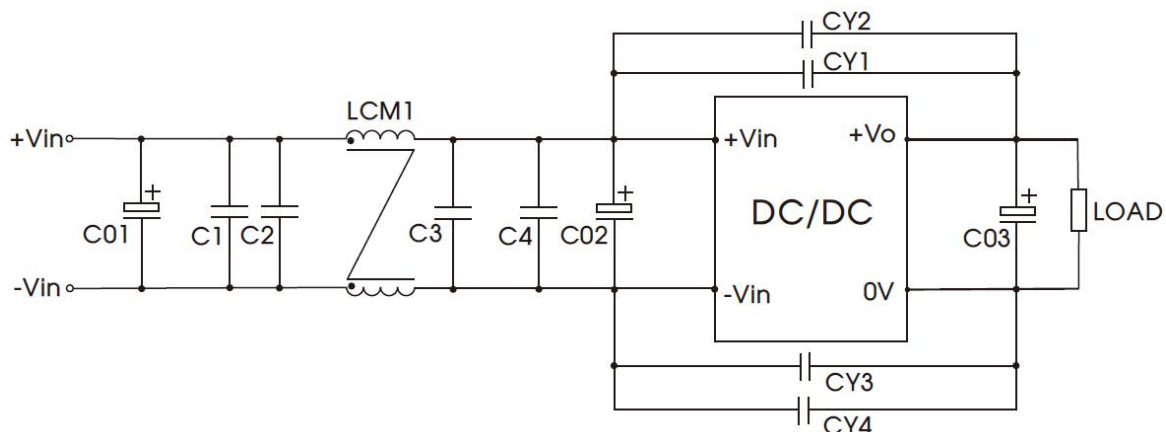 CY2
CY1
LCM1
+Vin
+Vin
+Vo
+
+
+
DC/DC
LOAD
C01
C1
C2
C3
C4
C02
C03
-Vin
-Vin
0V
CY3
CY4